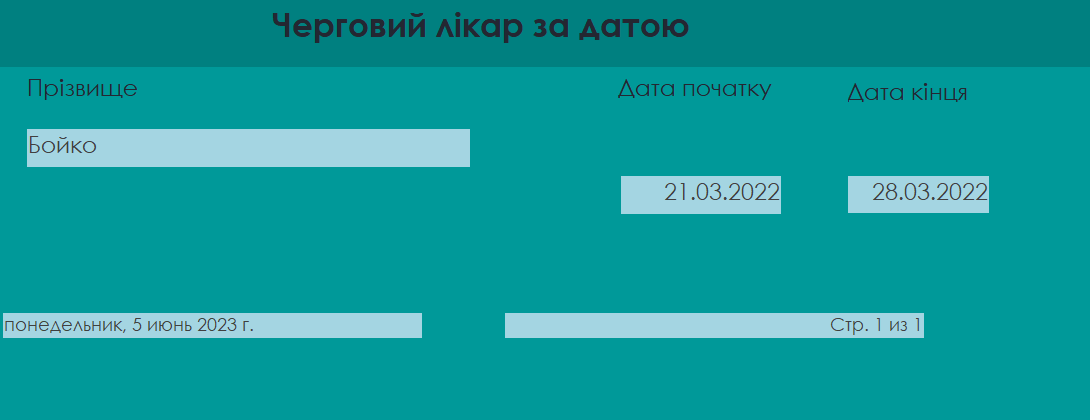 Черговий лікар за датою
Прізвище Дата початку Дата кінця
Бойко
21.03.2022 28.03.2022
понедельник, 5 июнь 2023 г. Стр. 1 из 1